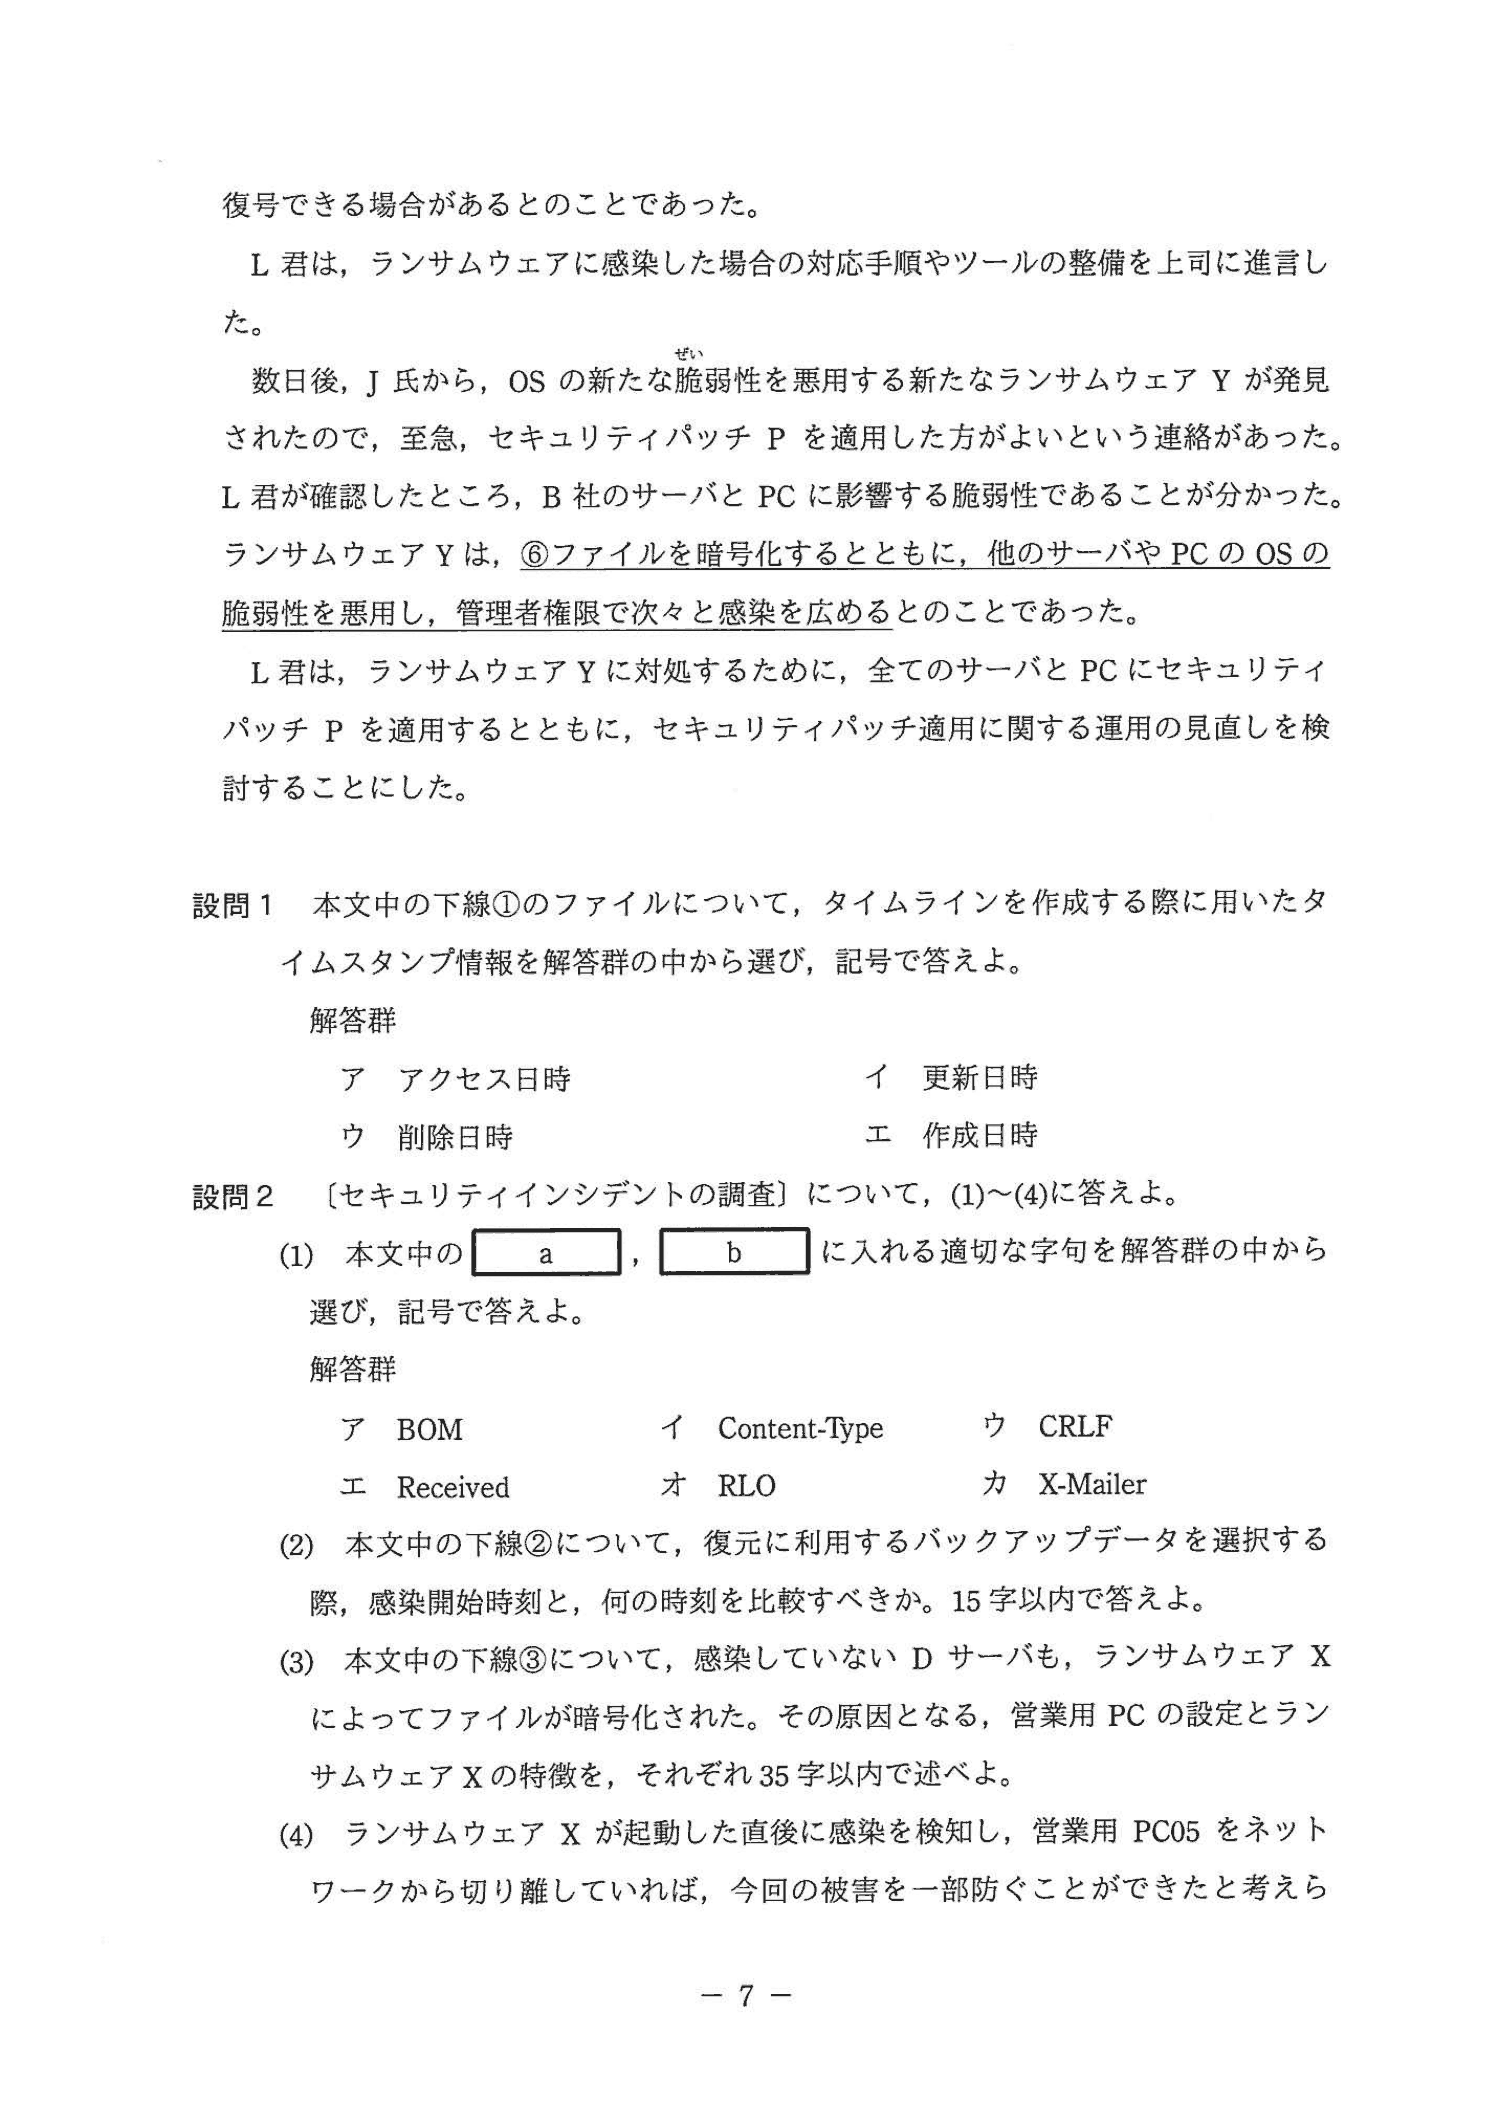 復号できる場合があるとのことであった。
L 君は，ランサムウェアに感染した場合の対応手順やツールの整備を上司に進言し
た。
ぜい
数日後，J 氏から，OS の新たな脆弱性を悪用する新たなランサムウェア Y が発見
されたので，至急，セキュリティパッチ P を適用した方がよいという連絡があった。
L 君が確認したところ，B 社のサーバと PC に影響する脆弱性であることが分かった。
ランサムウェア Y は，⑥ファイルを暗号化するとともに，他のサーバや PC の OS の
脆弱性を悪用し，管理者権限で次々と感染を広めるとのことであった。
L 君は，ランサムウェア Y に対処するために，全てのサーバと PC にセキュリティ
パッチ P を適用するとともに，セキュリティパッチ適用に関する運用の見直しを検
討することにした。
設問1 本文中の下線①のファイルについて，タイムラインを作成する際に用いたタ
イムスタンプ情報を解答群の中から選び，記号で答えよ。
解答群
ア アクセス日時 イ 更新日時
ウ 削除日時 エ 作成日時
設問2 〔セキュリティインシデントの調査〕について，(1)～(4)に答えよ。
(1) 本文中の a ， b に入れる適切な字句を解答群の中から
選び，記号で答えよ。
解答群
ア BOM イ Content-Type ウ CRLF
エ Received オ RLO カ X-Mailer
(2) 本文中の下線②について，復元に利用するバックアップデータを選択する
際，感染開始時刻と，何の時刻を比較すべきか。15 字以内で答えよ。
(3) 本文中の下線③について，感染していない D サーバも，ランサムウェア X
によってファイルが暗号化された。その原因となる，営業用 PC の設定とラン
サムウェア X の特徴を，それぞれ 35 字以内で述べよ。
(4) ランサムウェア X が起動した直後に感染を検知し，営業用 PC05 をネット
ワークから切り離していれば，今回の被害を一部防ぐことができたと考えら
－ 7 －